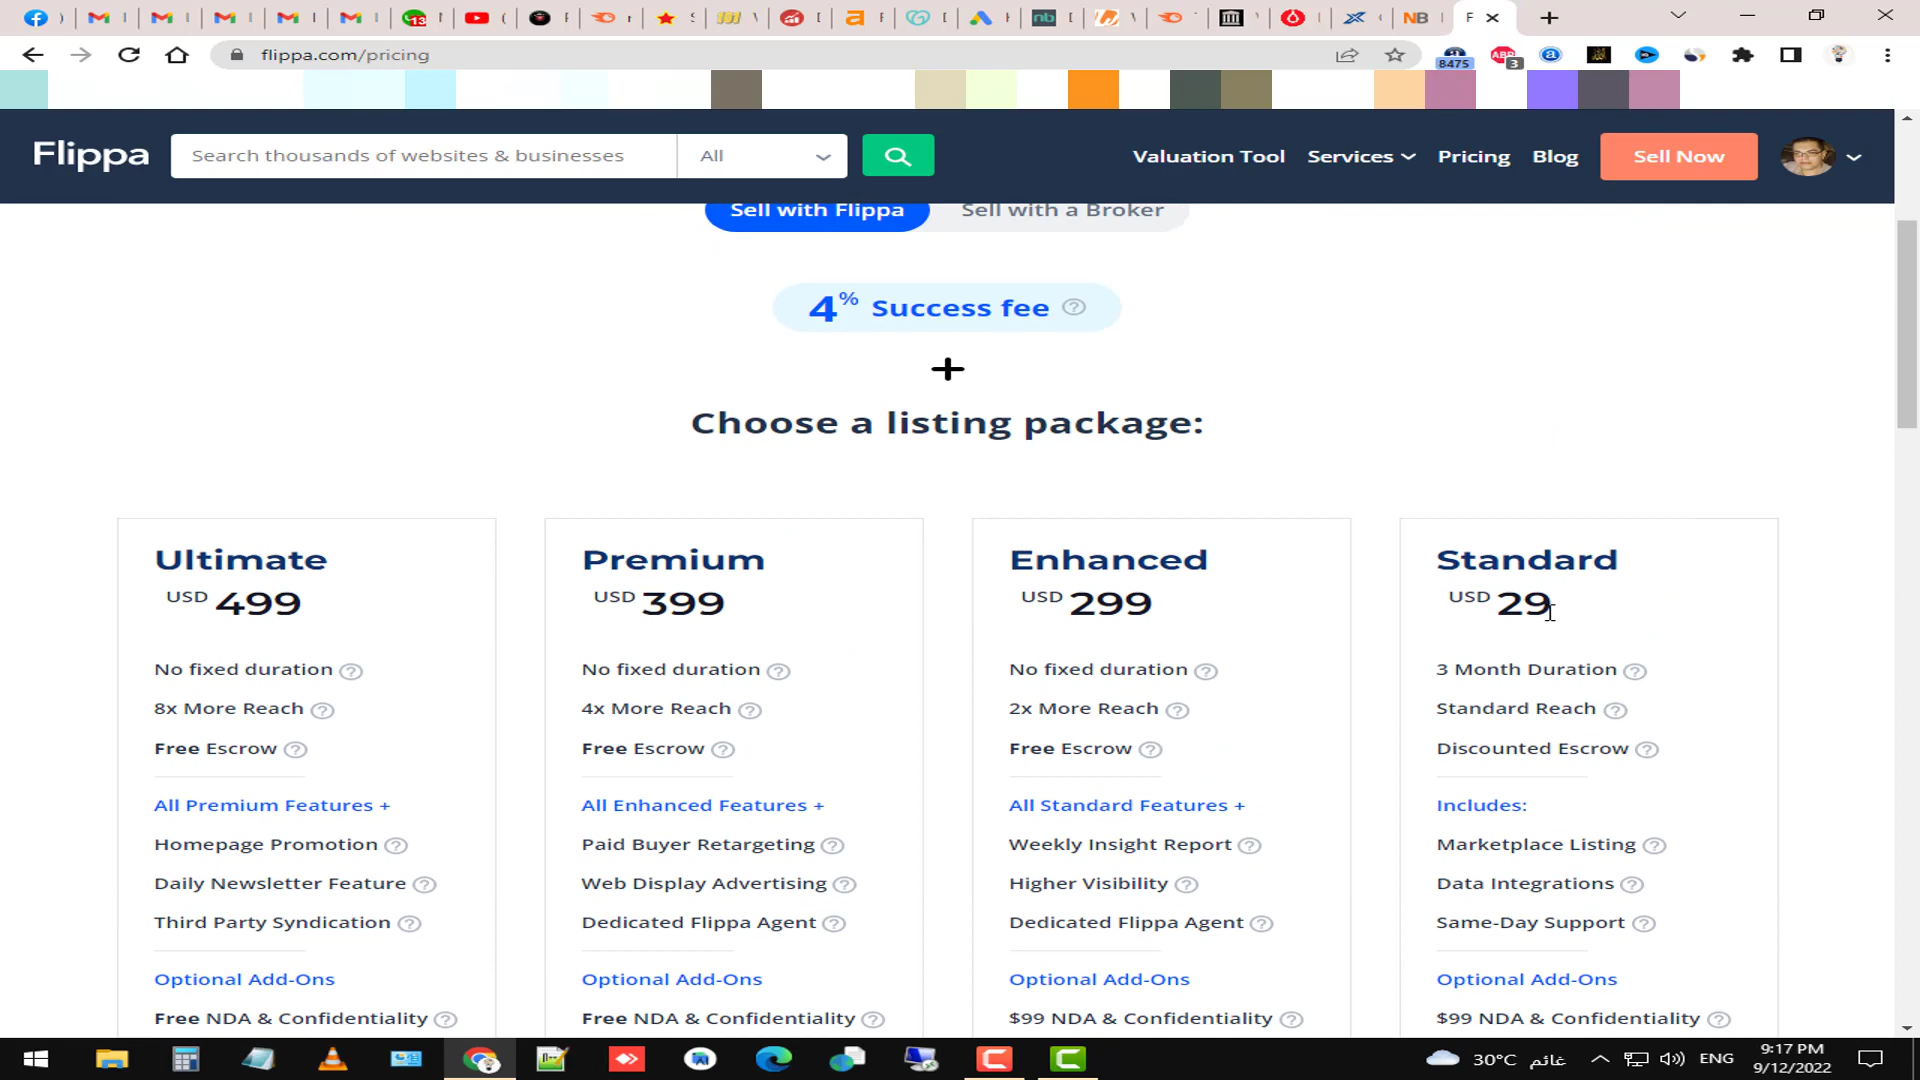 flippa.com/pricing
8475
ABP
3
13
NB
Flippa
Search thousands of websites & businesses
All
Valuation Tool
Services
Pricing
Blog
Sell Now
Sell with Flippa
Sell with a Broker
4% Success fee
+
Choose a listing package:
Ultimate
USD 499
No fixed duration
8x More Reach
Free Escrow
All Premium Features +
Homepage Promotion
Daily Newsletter Feature
Third Party Syndication
Optional Add-Ons
Free NDA & Confidentiality
Premium
USD 399
No fixed duration
4x More Reach
Free Escrow
All Enhanced Features +
Paid Buyer Retargeting
Web Display Advertising
Dedicated Flippa Agent
Optional Add-Ons
Free NDA & Confidentiality
Enhanced
USD 299
No fixed duration
2x More Reach
Free Escrow
All Standard Features +
Weekly Insight Report
Higher Visibility
Dedicated Flippa Agent
Optional Add-Ons
$99 NDA & Confidentiality
Standard
USD 29
3 Month Duration
Standard Reach
Discounted Escrow
Includes:
Marketplace Listing
Data Integrations
Same-Day Support
Optional Add-Ons
$99 NDA & Confidentiality
30°C غائم
ENG
9:17 PM
9/12/2022